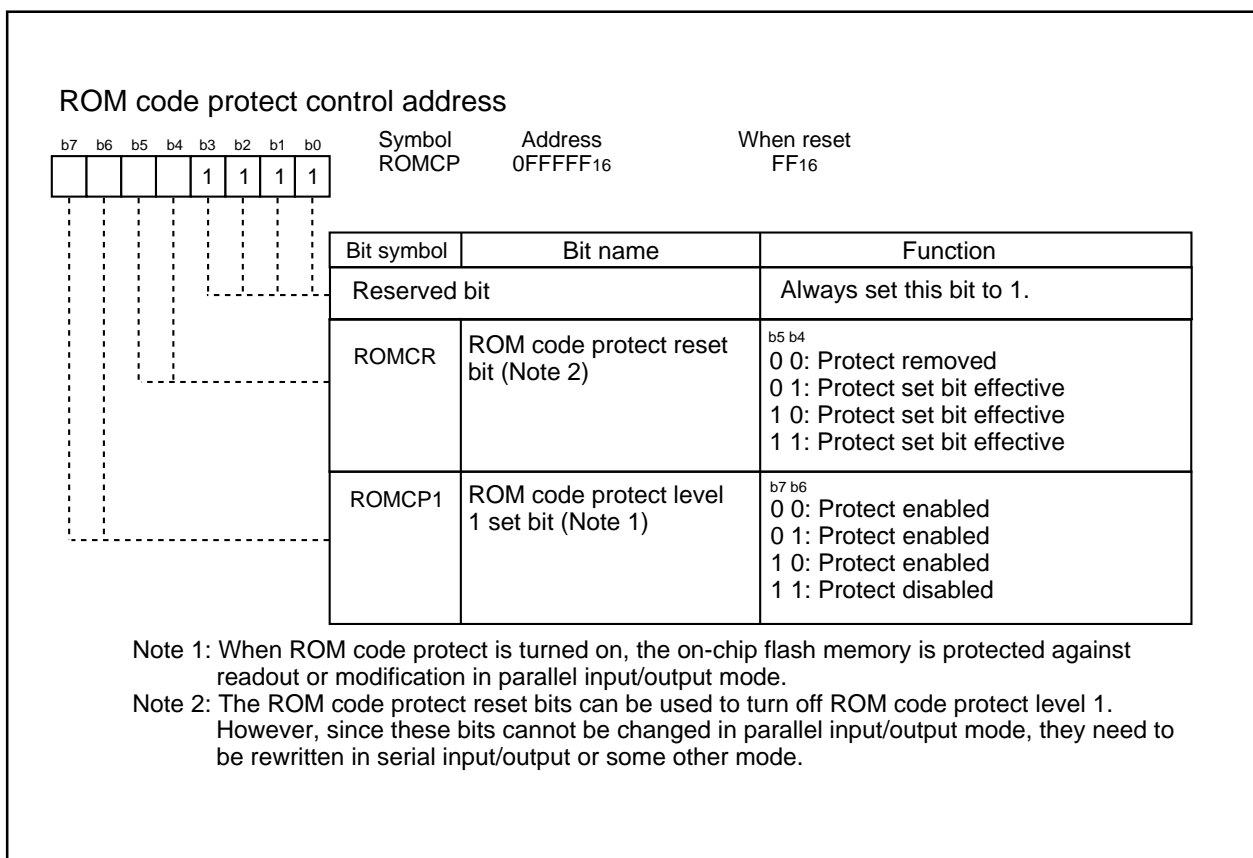 ROM code protect control address
b7 b6 b5 b4 b3 b2 b1 b0
1 1 1 1
Symbol Address When reset
ROMCP 0FFFFF16 FF16
Bit symbol Bit name Function
Reserved bit Always set this bit to 1.
ROMCR ROM code protect reset
bit (Note 2)
b5 b4
0 0: Protect removed
0 1: Protect set bit effective
1 0: Protect set bit effective
1 1: Protect set bit effective
ROMCP1 ROM code protect level
1 set bit (Note 1)
b7 b6
0 0: Protect enabled
0 1: Protect enabled
1 0: Protect enabled
1 1: Protect disabled
Note 1: When ROM code protect is turned on, the on-chip flash memory is protected against
readout or modification in parallel input/output mode.
Note 2: The ROM code protect reset bits can be used to turn off ROM code protect level 1.
However, since these bits cannot be changed in parallel input/output mode, they need to
be rewritten in serial input/output or some other mode.